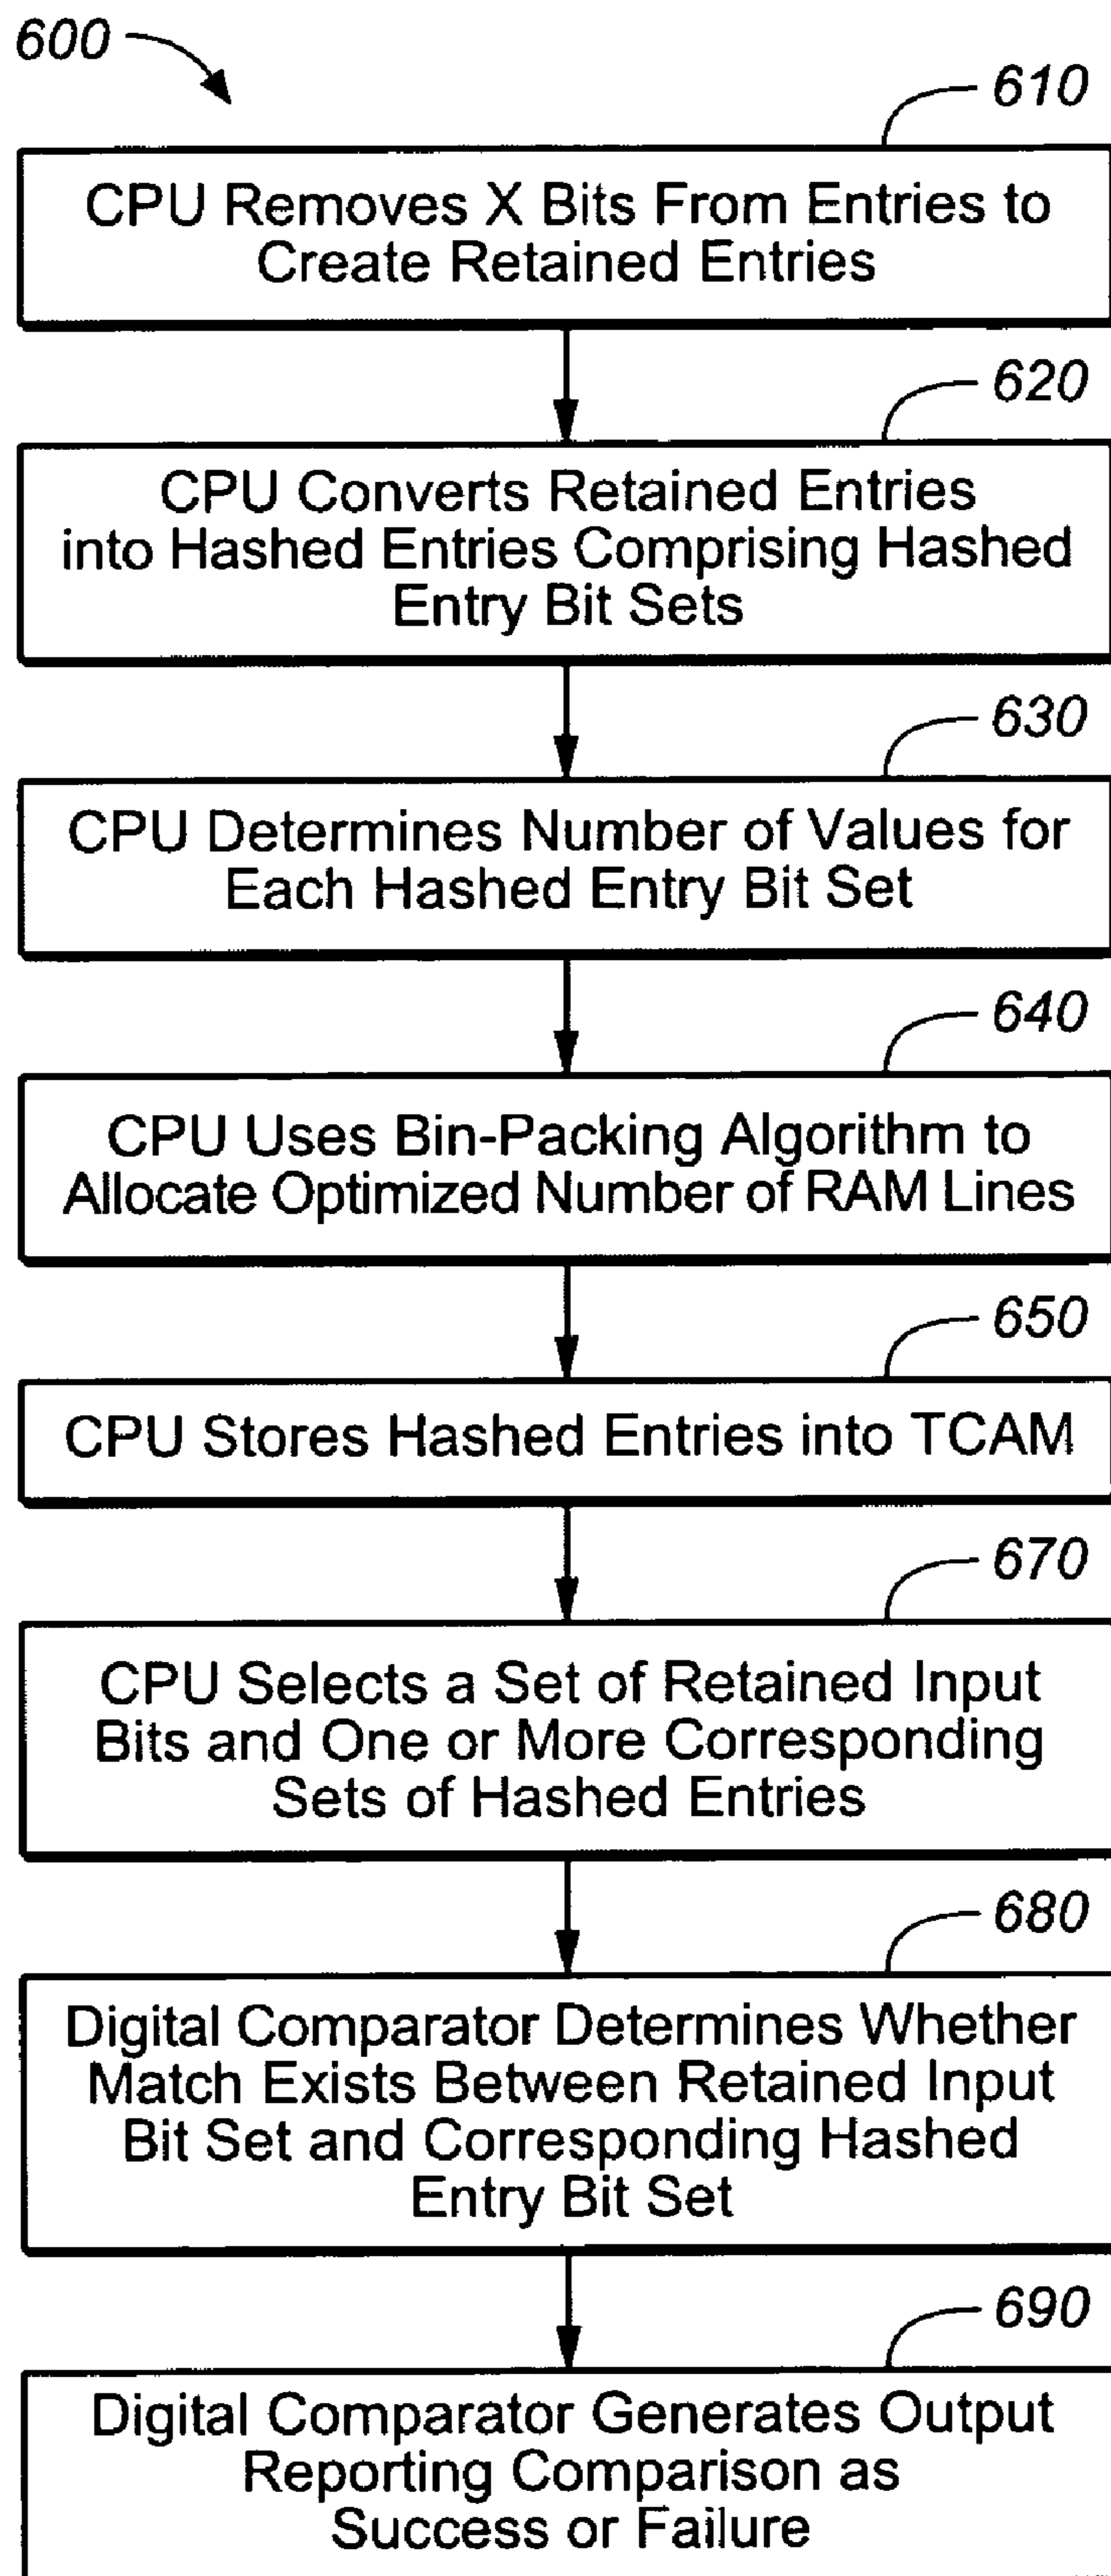 600
610
CPU Removes X Bits From Entries to
Create Retained Entries
620
CPU Converts Retained Entries
into Hashed Entries Comprising Hashed
Entry Bit Sets
630
CPU Determines Number of Values for
Each Hashed Entry Bit Set
640
CPU Uses Bin-Packing Algorithm to
Allocate Optimized Number of RAM Lines
650
CPU Stores Hashed Entries into TCAM
670
CPU Selects a Set of Retained Input
Bits and One or More Corresponding
Sets of Hashed Entries
680
Digital Comparator Determines Whether
Match Exists Between Retained Input
Bit Set and Corresponding Hashed
Entry Bit Set
690
Digital Comparator Generates Output
Reporting Comparison as
Success or Failure